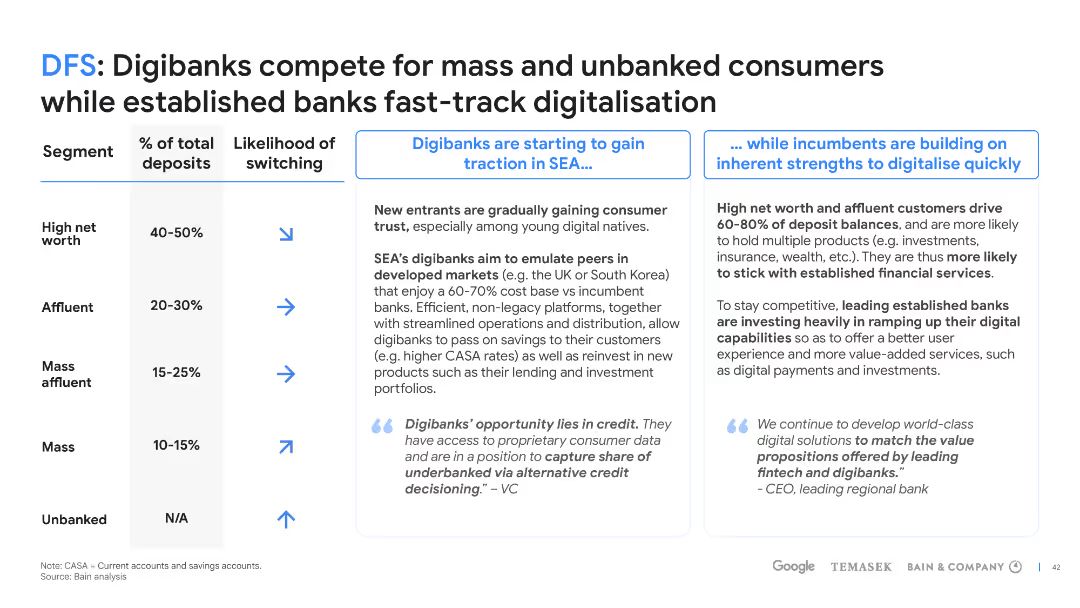 DFS: Digibanks compete for mass and unbanked consumers
while established banks fast-track digitalisation
Segment
% of total
deposits
Likelihood of
switching
High net
worth
40-50%
Affluent
20-30%
Mass
affluent
15-25%
Mass
10-15%
Unbanked
N/A
Digibanks are starting to gain
traction in SEA...
New entrants are gradually gaining consumer
trust, especially among young digital natives.
SEA's digibanks aim to emulate peers in
developed markets (e.g. the UK or South Korea)
that enjoy a 60-70% cost base vs incumbent
banks. Efficient, non-legacy platforms, together
with streamlined operations and distribution, allow
digibanks to pass on savings to their customers
(e.g. higher CASA rates) as well as reinvest in new
products such as their lending and investment
portfolios.
“ Digibanks' opportunity lies in credit. They
have access to proprietary consumer data
and are in a position to capture share of
underbanked via alternative credit
decisioning.” – VC
... while incumbents are building on
inherent strengths to digitalise quickly
High net worth and affluent customers drive
60-80% of deposit balances, and are more likely
to hold multiple products (e.g. investments,
insurance, wealth, etc.). They are thus more likely
to stick with established financial services.
To stay competitive, leading established banks
are investing heavily in ramping up their digital
capabilities so as to offer a better user
experience and more value-added services, such
as digital payments and investments.
“ We continue to develop world-class
digital solutions to match the value
propositions offered by leading
fintech and digibanks.”
- CEO, leading regional bank
Note: CASA = Current accounts and savings accounts.
Source: Bain analysis
Google TEMASEK BAIN & COMPANY | 42